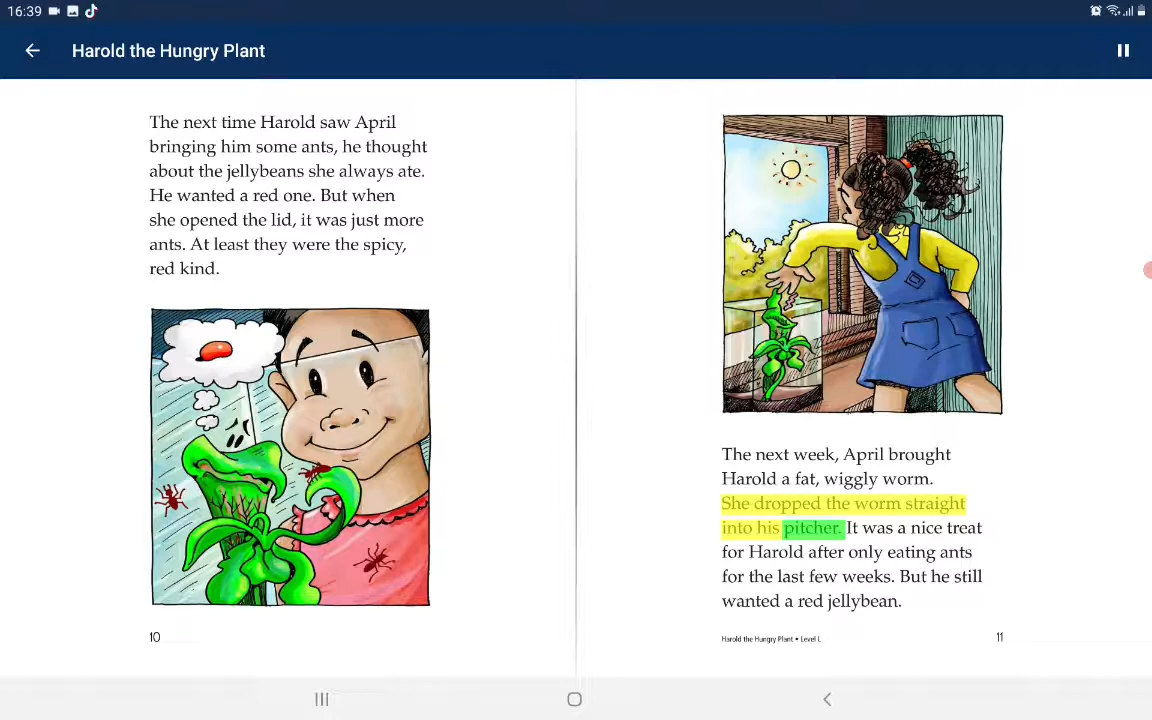 16:39
Harold the Hungry Plant
The next time Harold saw April
bringing him some ants, he thought
about the jellybeans she always ate.
He wanted a red one. But when
she opened the lid, it was just more
ants. At least they were the spicy,
red kind.
10
The next week, April brought
Harold a fat, wiggly worm.
She dropped the worm straight
into his pitcher. It was a nice treat
for Harold after only eating ants
for the last few weeks. But he still
wanted a red jellybean.
Harold the Hungry Plant • Level L
11